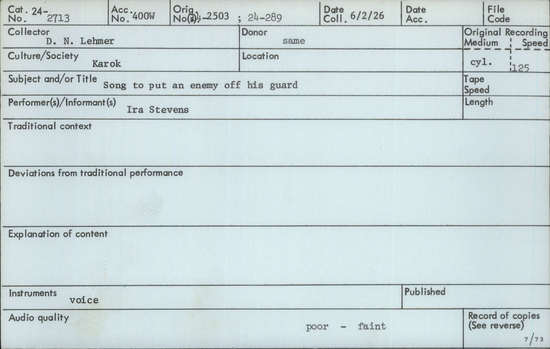 Cat. 24- Acc. Orig. Date Date File
No. 2713 No. 400W No(s). -2503 ; 24-289 Coll. 6/2/26 Acc. Code
Collector Donor Original Recording
D. N. Lehmer same Medium Speed
Culture/Society Location
Karok cyl. 125
Subject and/or Title Tape
Song to put an enemy off his guard Speed
Performer(s)/Informant(s) Length
Ira Stevens
Traditional context
Deviations from traditional performance
Explanation of content
Instruments Published
voice
Audio quality Record of copies
poor - faint (See reverse)
7/73